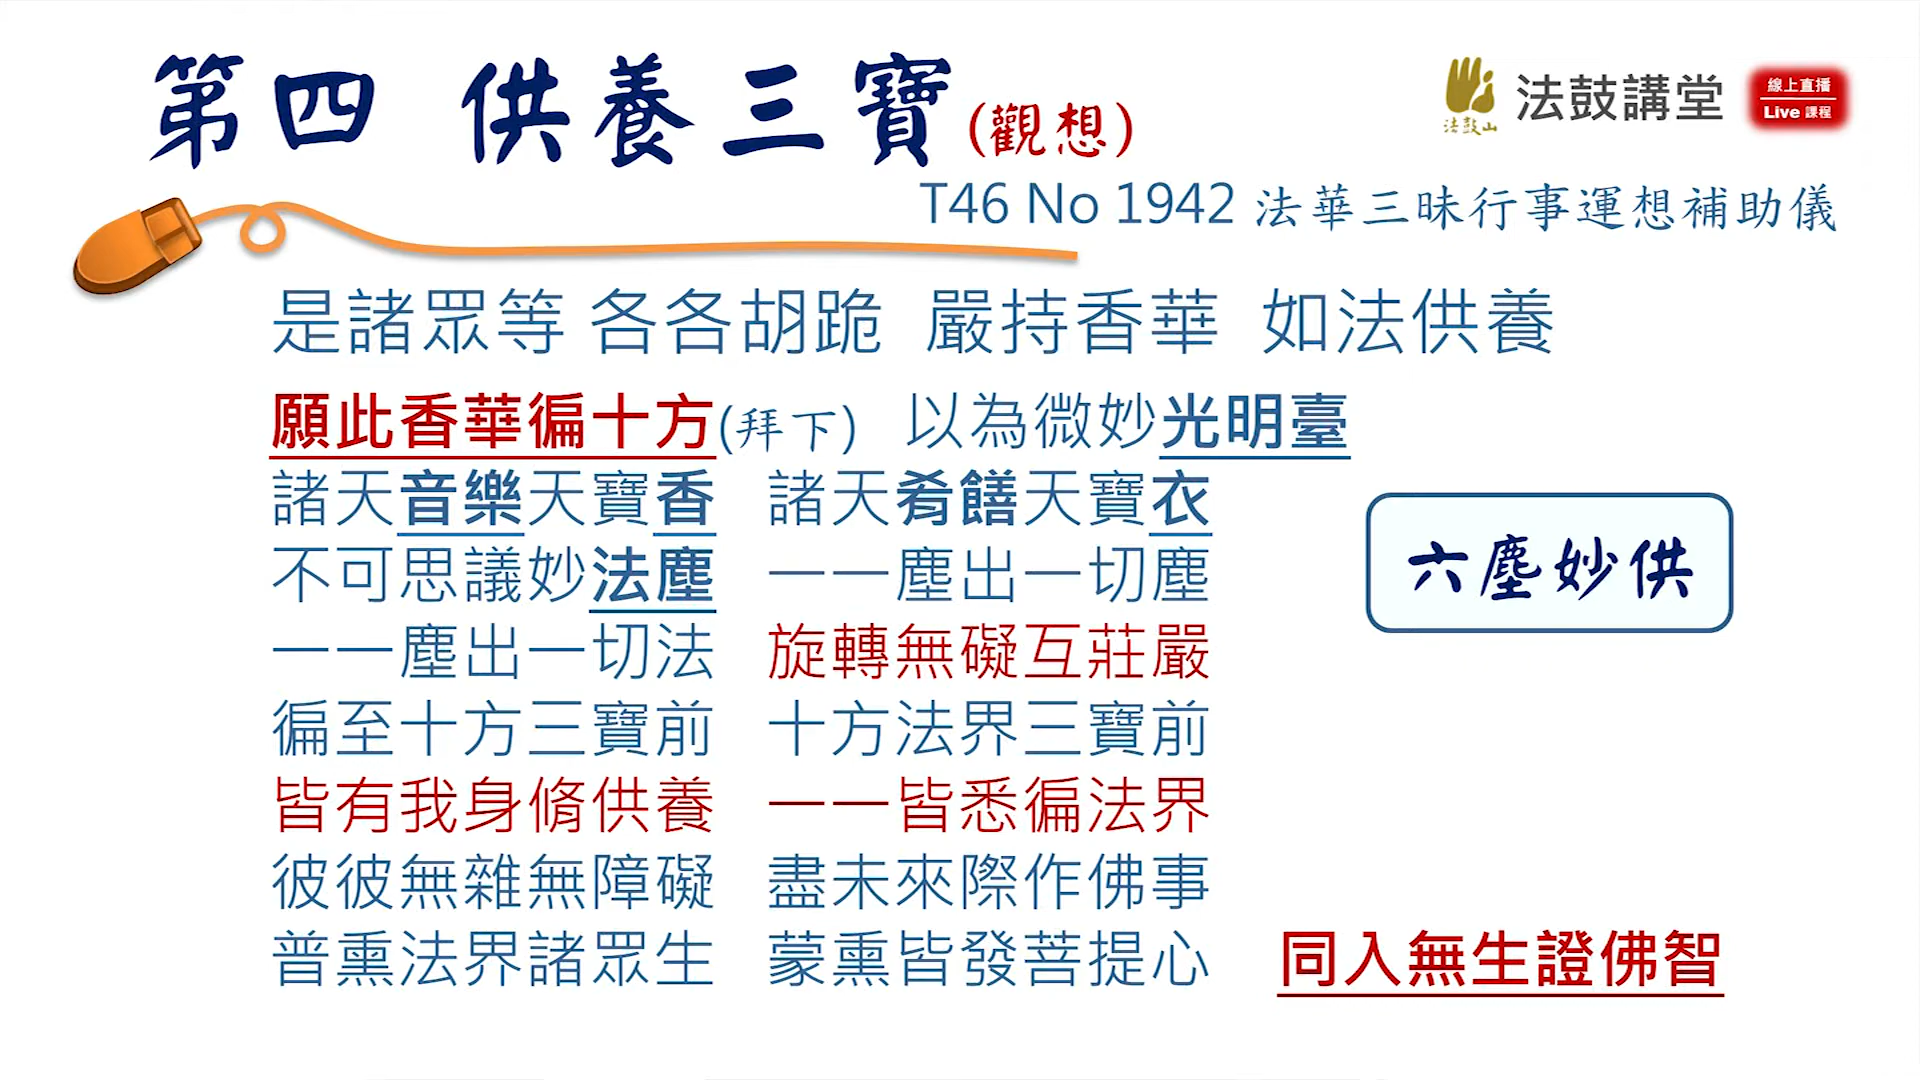 第四 供養三寶(觀想)
法鼓山
法鼓講堂
線上直播
Live 課程
T46 No 1942 法華三昧行事運想補助儀
是諸眾等 各各胡跪 嚴持香華 如法供養
願此香華徧十方(拜下) 以為微妙光明臺
諸天音樂天寶香 諸天肴饍天寶衣
不可思議妙法塵 一一塵出一切塵
一一塵出一切法 旋轉無礙互莊嚴
徧至十方三寶前 十方法界三寶前
皆有我身脩供養 一一皆悉徧法界
彼彼無雜無障礙 盡未來際作佛事
普熏法界諸眾生 蒙熏皆發菩提心 同入無生證佛智
六塵妙供